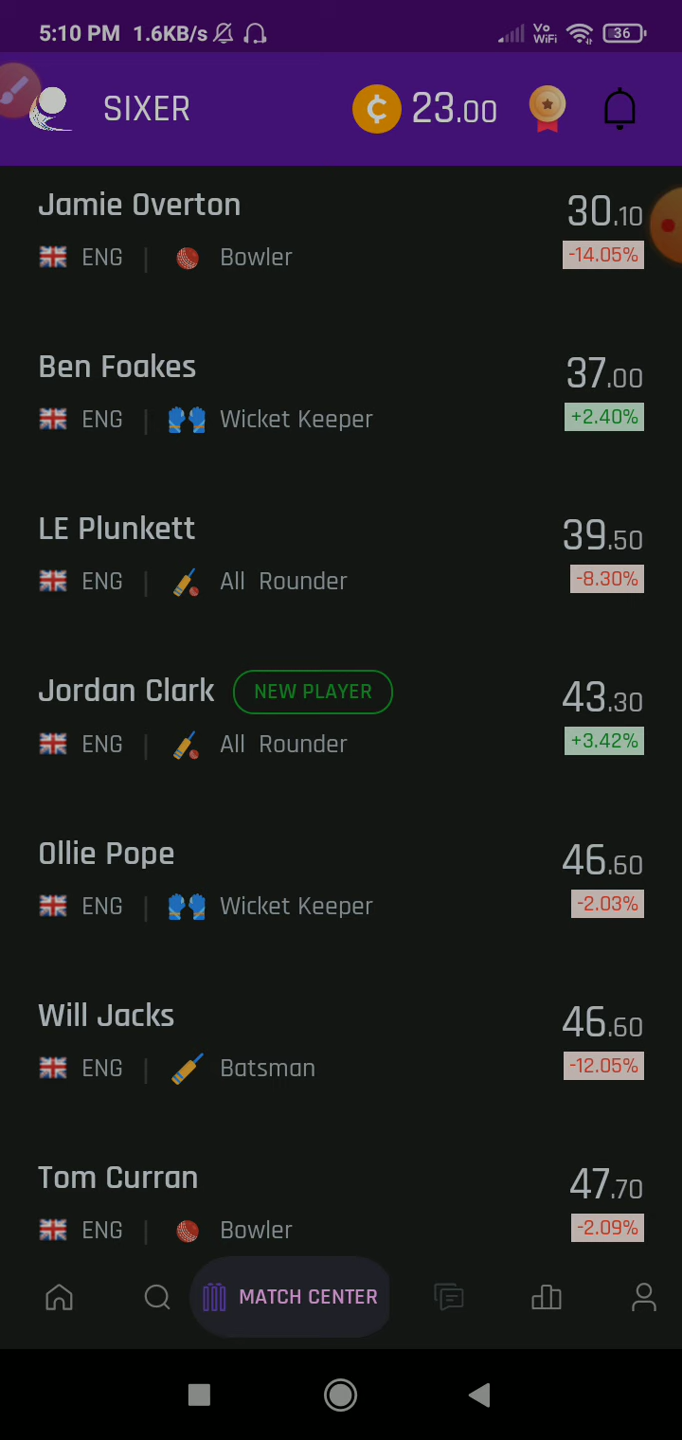 5:10 PM 1.6KB/s Vo WiFi 36
SIXER ¢ 23.00
Jamie Overton 30.10
ENG | Bowler -14.05%
Ben Foakes 37.00
ENG | Wicket Keeper +2.40%
LE Plunkett 39.50
ENG | All Rounder -8.30%
Jordan Clark NEW PLAYER 43.30
ENG | All Rounder +3.42%
Ollie Pope 46.60
ENG | Wicket Keeper -2.03%
Will Jacks 46.60
ENG | Batsman -12.05%
Tom Curran 47.70
ENG | Bowler -2.09%
MATCH CENTER